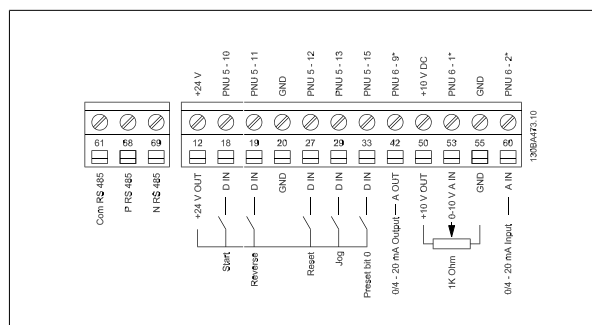 +24 V
PNU 5 - 10
PNU 5 - 11
GND
PNU 5 - 12
PNU 5 - 13
PNU 5 - 15
PNU 6 - 9*
+10 V DC
PNU 6 - 1*
GND
PNU 6 - 2*
61 68 69 12 18 19 20 27 29 33 42 50 53 55 60
130BA473.10
Com RS 485
P RS 485
N RS 485
+24 V OUT
D IN
D IN
GND
D IN
D IN
D IN
A OUT
+10 V OUT
0-10 V A IN
GND
A IN
Start
Reverse
Reset
Jog
Preset bit 0
0/4 - 20 mA Output
1K Ohm
0/4 - 20 mA Input